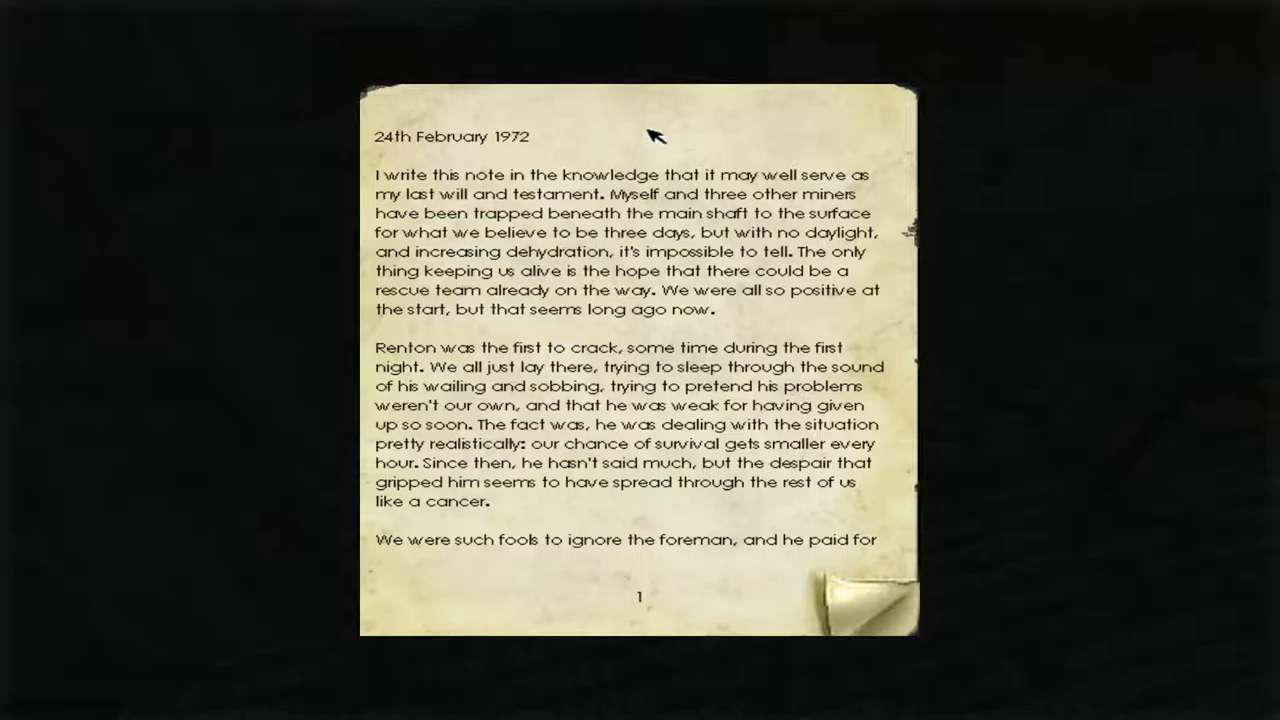 24th February 1972
I write this note in the knowledge that it may well serve as
my last will and testament. Myself and three other miners
have been trapped beneath the main shaft to the surface
for what we believe to be three days, but with no daylight,
and increasing dehydration, it's impossible to tell. The only
thing keeping us alive is the hope that there could be a
rescue team already on the way. We were all so positive at
the start, but that seems long ago now.
Renton was the first to crack, some time during the first
night. We all just lay there, trying to sleep through the sound
of his wailing and sobbing, trying to pretend his problems
weren't our own, and that he was weak for having given
up so soon. The fact was, he was dealing with the situation
pretty realistically: our chance of survival gets smaller every
hour. Since then, he hasn't said much, but the despair that
gripped him seems to have spread through the rest of us
like a cancer.
We were such fools to ignore the foreman, and he paid for
1